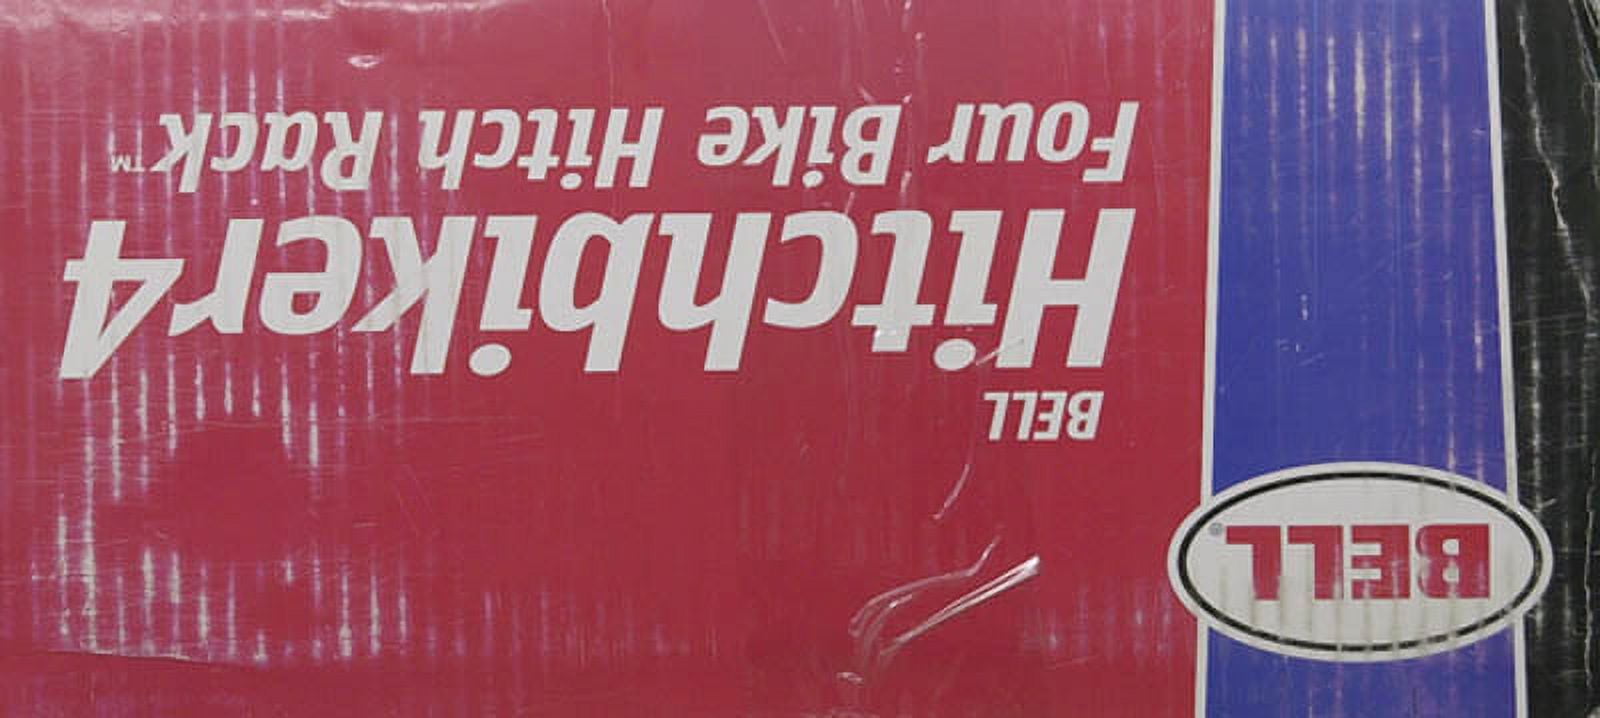 BELL®
BELL
Hitchbiker4
Four Bike Hitch Rack™